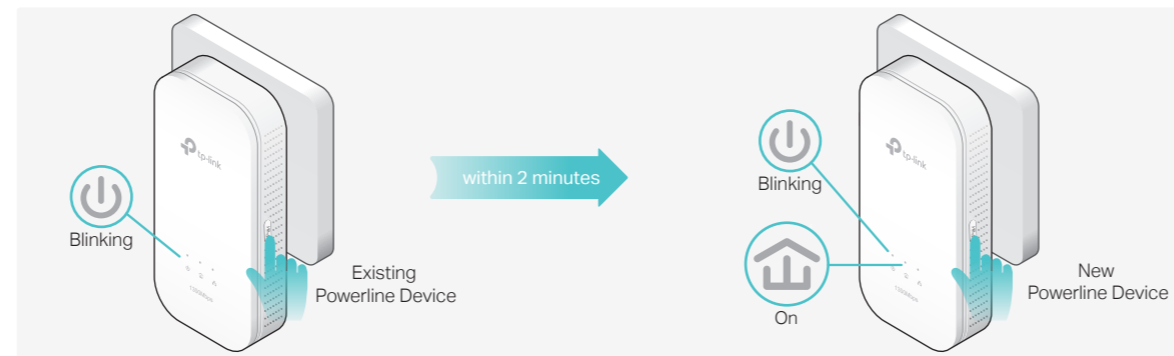 tp-link
Blinking
Existing
Powerline Device
within 2 minutes
tp-link
Blinking
On
New
Powerline Device